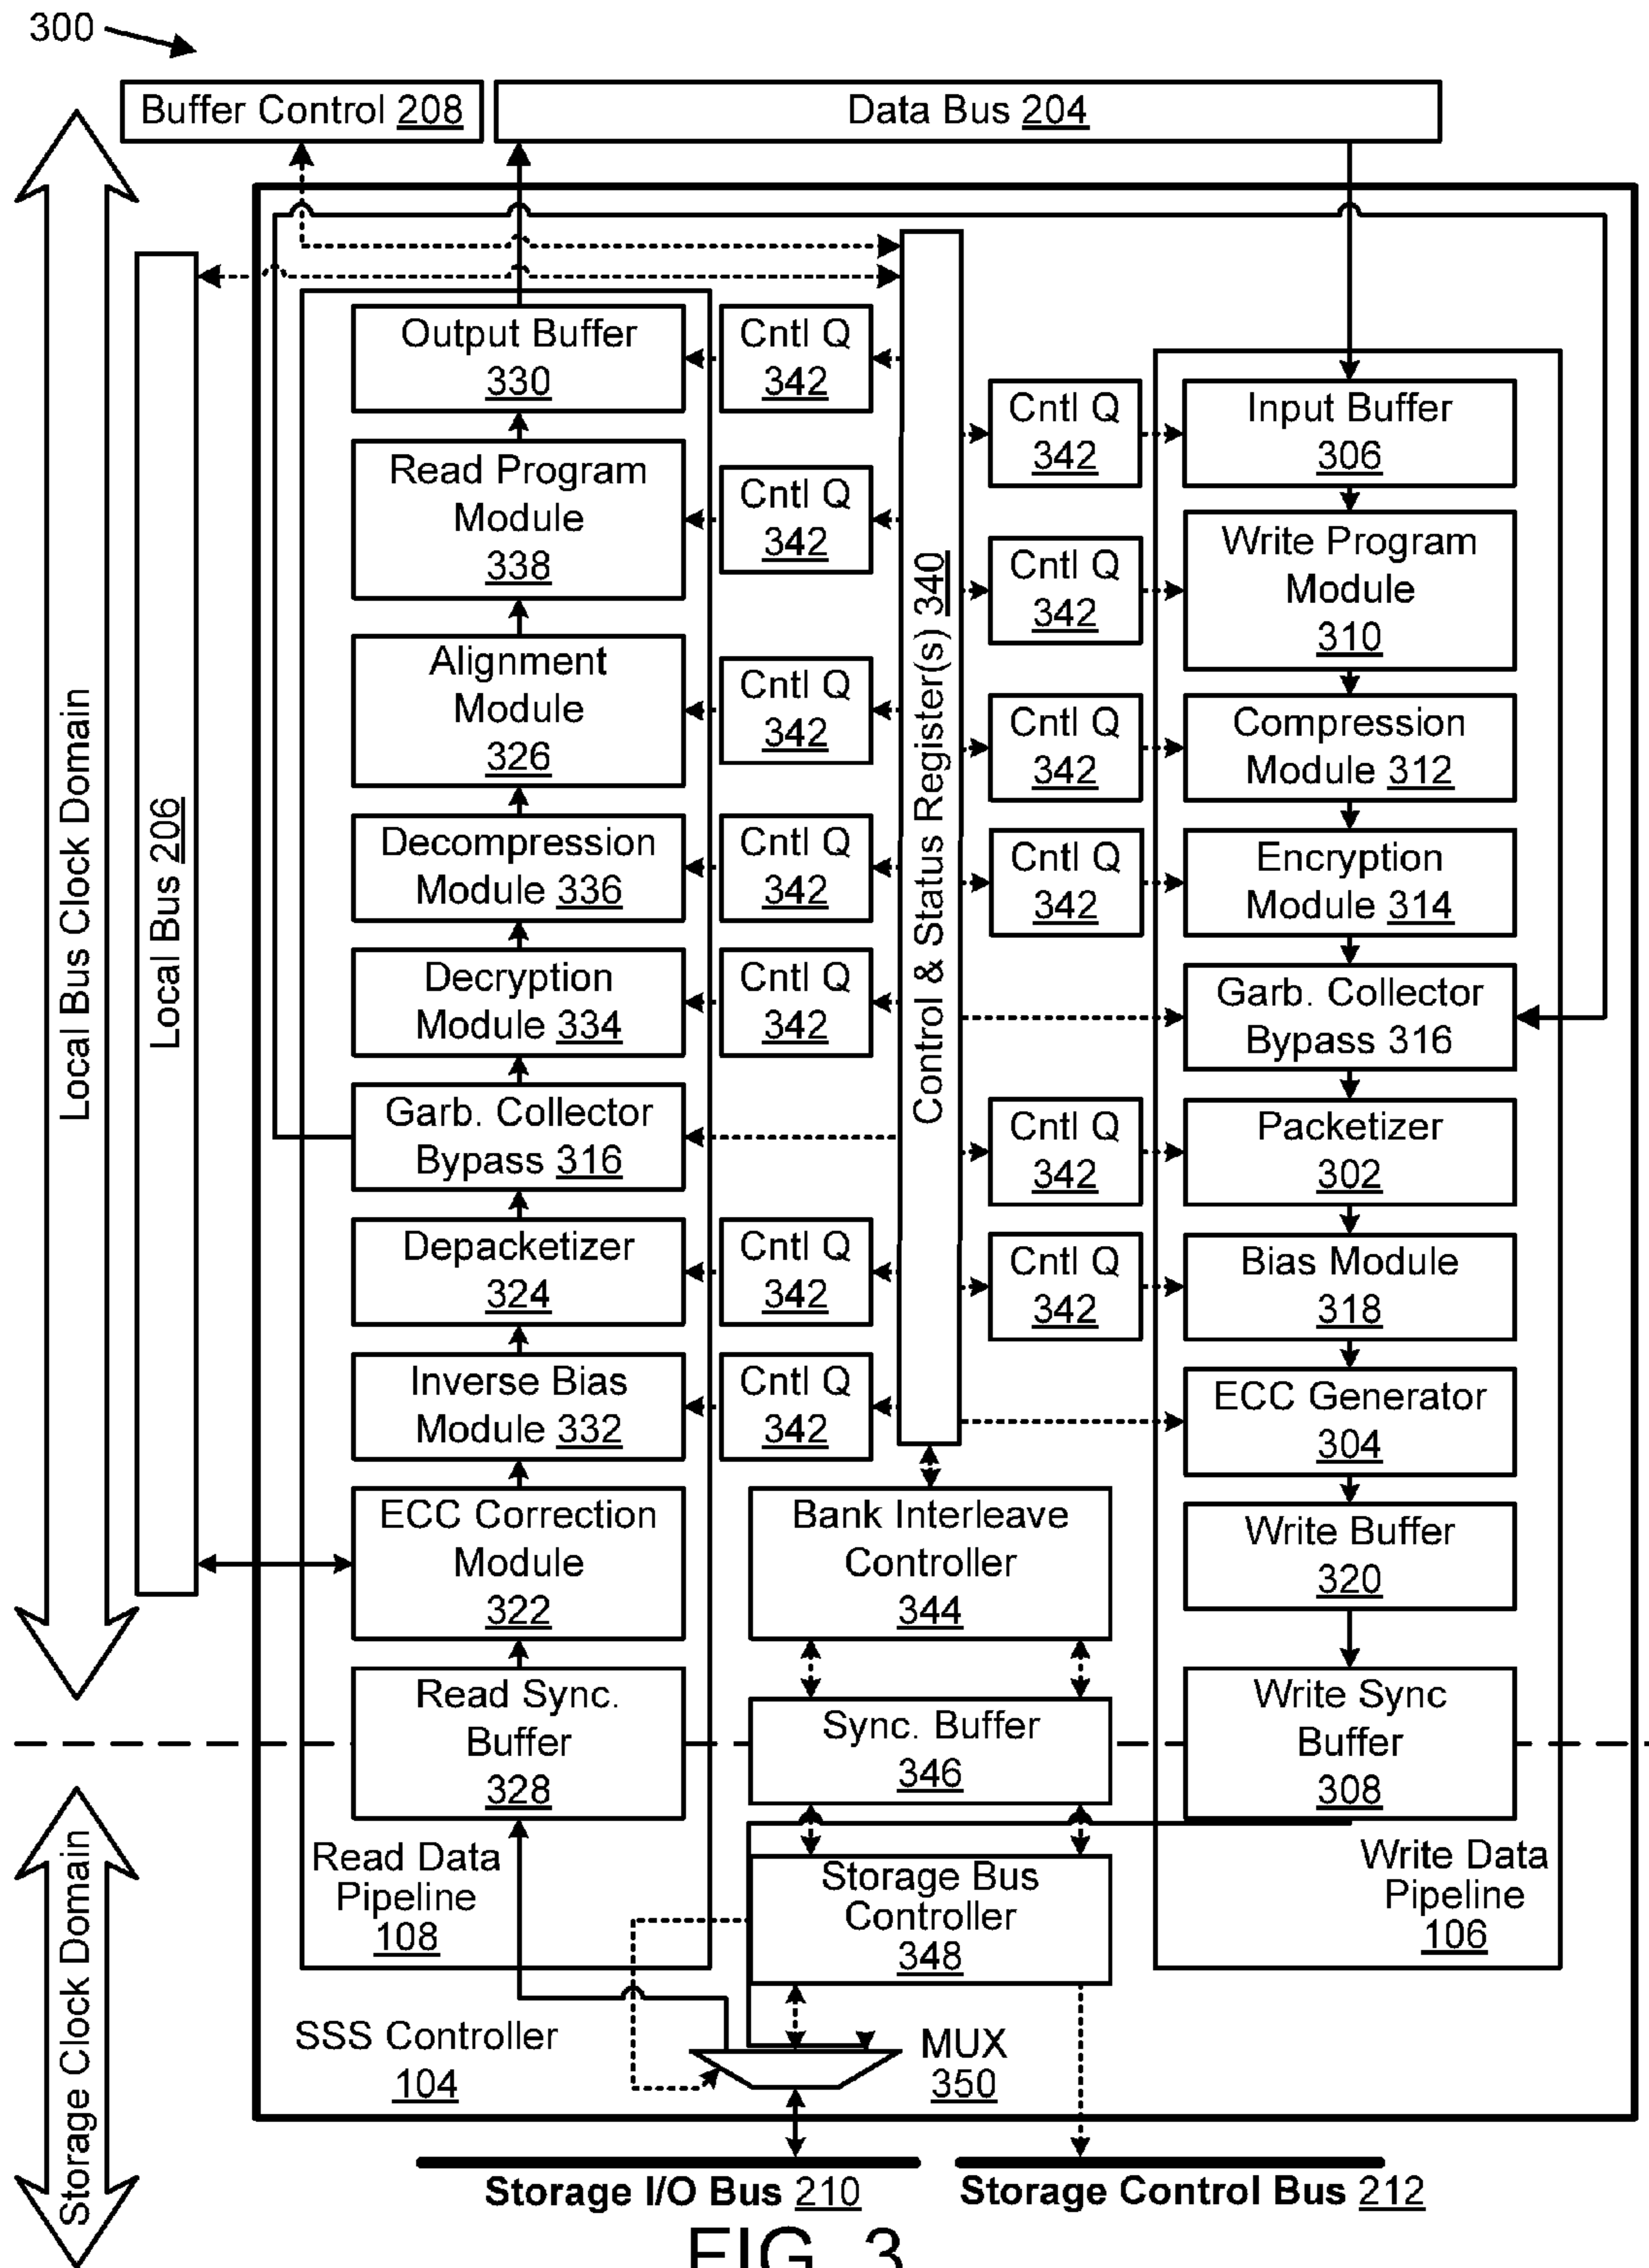 300
Buffer Control 208
Data Bus 204
Local Bus Clock Domain
Local Bus 206
Output Buffer
330
Read Program
Module
338
Alignment
Module
326
Decompression
Module 336
Decryption
Module 334
Garb. Collector
Bypass 316
Depacketizer
324
Inverse Bias
Module 332
ECC Correction
Module
322
Read Sync.
Buffer
328
Read Data
Pipeline
108
Cntl Q
342
Cntl Q
342
Cntl Q
342
Cntl Q
342
Cntl Q
342
Cntl Q
342
Cntl Q
342
Control & Status Register(s) 340
Cntl Q
342
Cntl Q
342
Cntl Q
342
Cntl Q
342
Cntl Q
342
Cntl Q
342
Input Buffer
306
Write Program
Module
310
Compression
Module 312
Encryption
Module 314
Garb. Collector
Bypass 316
Packetizer
302
Bias Module
318
ECC Generator
304
Write Buffer
320
Write Sync
Buffer
308
Write Data
Pipeline
106
Bank Interleave
Controller
344
Sync. Buffer
346
Storage Bus
Controller
348
Storage Clock Domain
SSS Controller
104
MUX
350
Storage I/O Bus 210
Storage Control Bus 212
FIG. 3